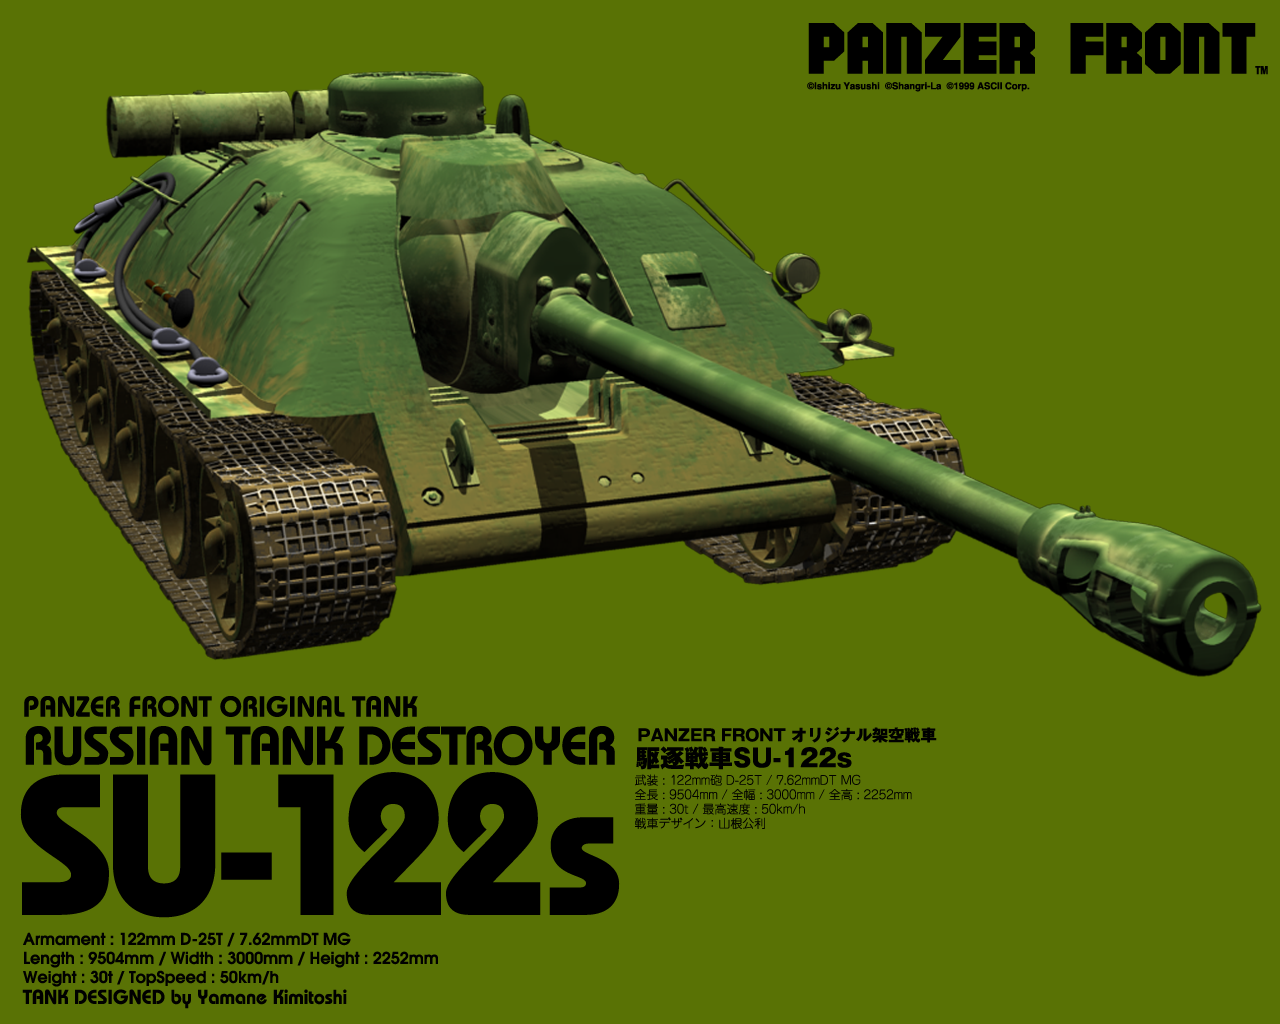 PANZER FRONT TM
©Ishizu Yasushi ©Shangri-La ©1999 ASCII Corp.
PANZER FRONT ORIGINAL TANK
RUSSIAN TANK DESTROYER
SU-122s
Armament : 122mm D-25T / 7.62mmDT MG
Length : 9504mm / Width : 3000mm / Height : 2252mm
Weight : 30t / TopSpeed : 50km/h
TANK DESIGNED by Yamane Kimitoshi
PANZER FRONT オリジナル架空戦車
駆逐戦車SU-122s
武装 : 122mm砲 D-25T / 7.62mmDT MG
全長 : 9504mm / 全幅 : 3000mm / 全高 : 2252mm
重量 : 30t / 最高速度 : 50km/h
戦車デザイン : 山根公利